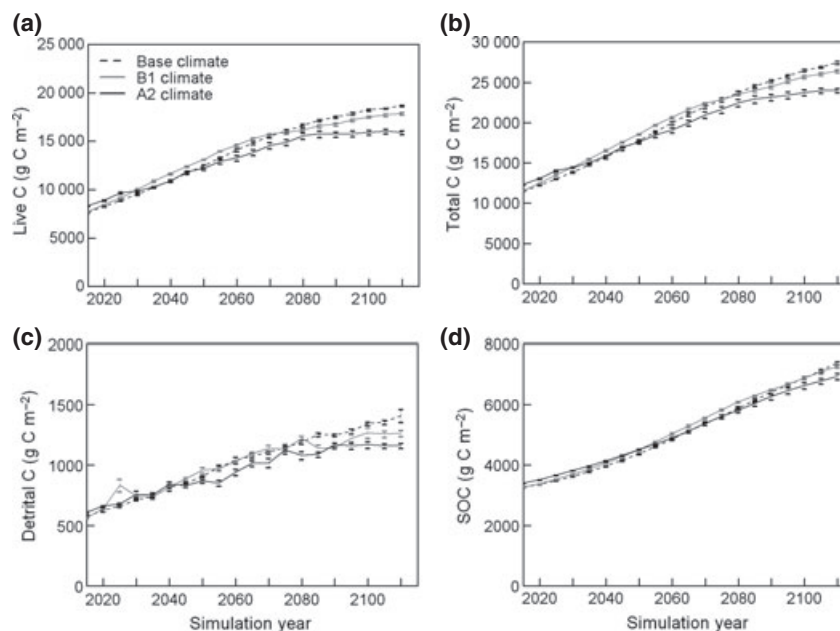 (a)
25 000
20 000
15 000
10 000
5000
0
Live C (g C m⁻²)
Base climate
B1 climate
A2 climate
2020 2040 2060 2080 2100
(b)
30 000
25 000
20 000
15 000
10 000
5000
0
Total C (g C m⁻²)
2020 2040 2060 2080 2100
(c)
2000
1500
1000
500
0
Detrital C (g C m⁻²)
2020 2040 2060 2080 2100
Simulation year
(d)
8000
6000
4000
2000
0
SOC (g C m⁻²)
2020 2040 2060 2080 2100
Simulation year